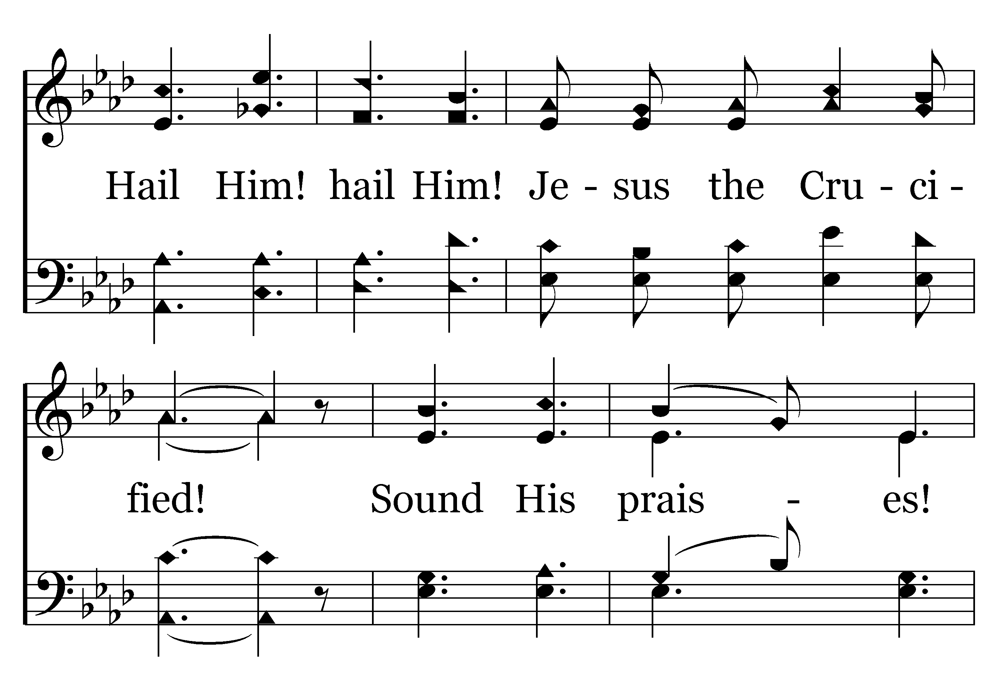 Hail Him! hail Him! Je - sus the Cru - ci -
fied! Sound His prais - es!